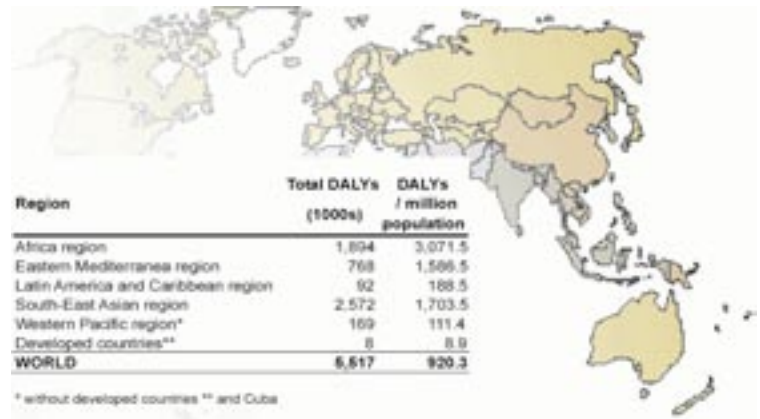 Total DALYs DALYs
Region / million
(1000s) population
Africa region 1,894 3,071.5
Eastern Mediterranea region 768 1,586.5
Latin America and Caribbean region 92 188.5
South-East Asian region 2,572 1,703.5
Western Pacific region* 169 111.4
Developed countries** 8 8.9
WORLD 5,517 920.3
* without developed countries ** and Cuba